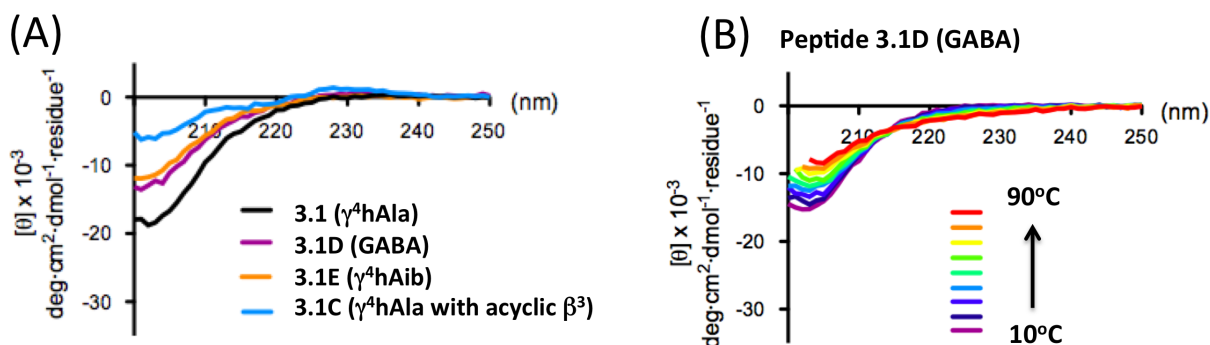 (A)
[θ] x 10⁻³
deg·cm²·dmol⁻¹·residue⁻¹
0
-10
-20
-30
210
220
230
240
250
(nm)
3.1 (γ⁴hAla)
3.1D (GABA)
3.1E (γ⁴hAib)
3.1C (γ⁴hAla with acyclic β³)
(B) Peptide 3.1D (GABA)
[θ] x 10⁻³
deg·cm²·dmol⁻¹·residue⁻¹
0
-10
-20
-30
210
220
230
240
250
(nm)
90°C
10°C